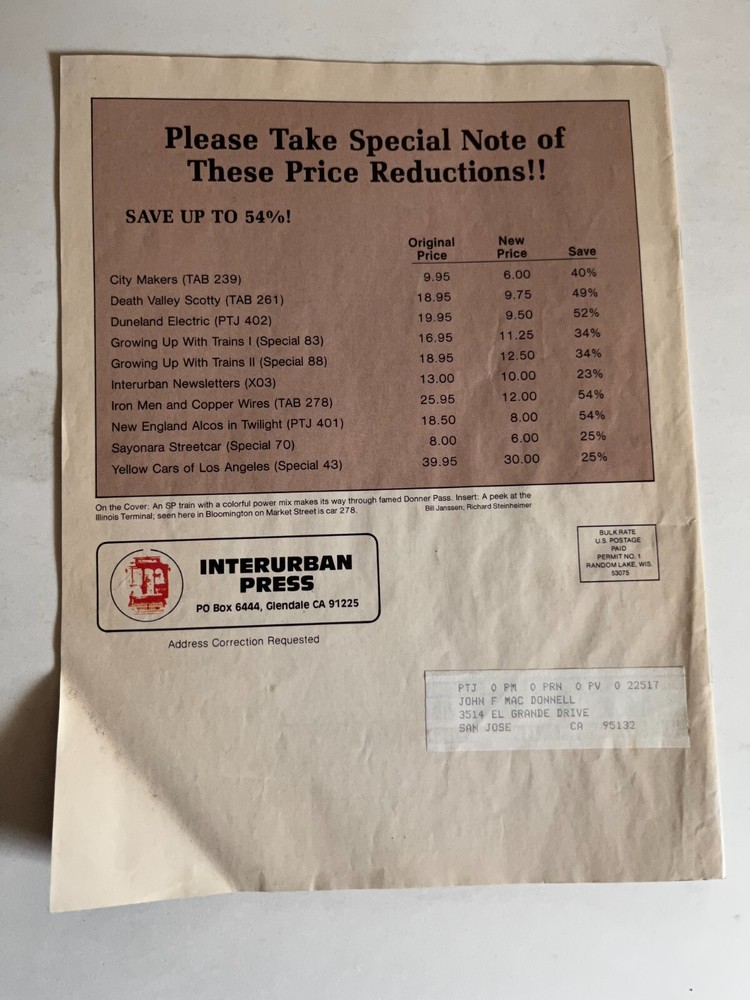 Please Take Special Note of
These Price Reductions!!
SAVE UP TO 54%!
Original Price New Price Save
City Makers (TAB 239) 9.95 6.00 40%
Death Valley Scotty (TAB 261) 18.95 9.75 49%
Duneland Electric (PTJ 402) 19.95 9.50 52%
Growing Up With Trains I (Special 83) 16.95 11.25 34%
Growing Up With Trains II (Special 88) 18.95 12.50 34%
Interurban Newsletters (X03) 13.00 10.00 23%
Iron Men and Copper Wires (TAB 278) 25.95 12.00 54%
New England Alcos in Twilight (PTJ 401) 18.50 8.00 54%
Sayonara Streetcar (Special 70) 8.00 6.00 25%
Yellow Cars of Los Angeles (Special 43) 39.95 30.00 25%
On the Cover: An SP train with a colorful power mix makes its way through famed Donner Pass. Insert: A peek at the
Illinois Terminal; seen here in Bloomington on Market Street is car 278. Bill Janssen; Richard Steinheimer
BULK RATE
U.S. POSTAGE
PAID
PERMIT NO. 1
RANDOM LAKE, WIS.
53075
INTERURBAN
PRESS
PO Box 6444, Glendale CA 91225
Address Correction Requested
PTJ 0 PM 0 PRN 0 PV 0 22517
JOHN F MAC DONNELL
3514 EL GRANDE DRIVE
SAN JOSE CA 95132